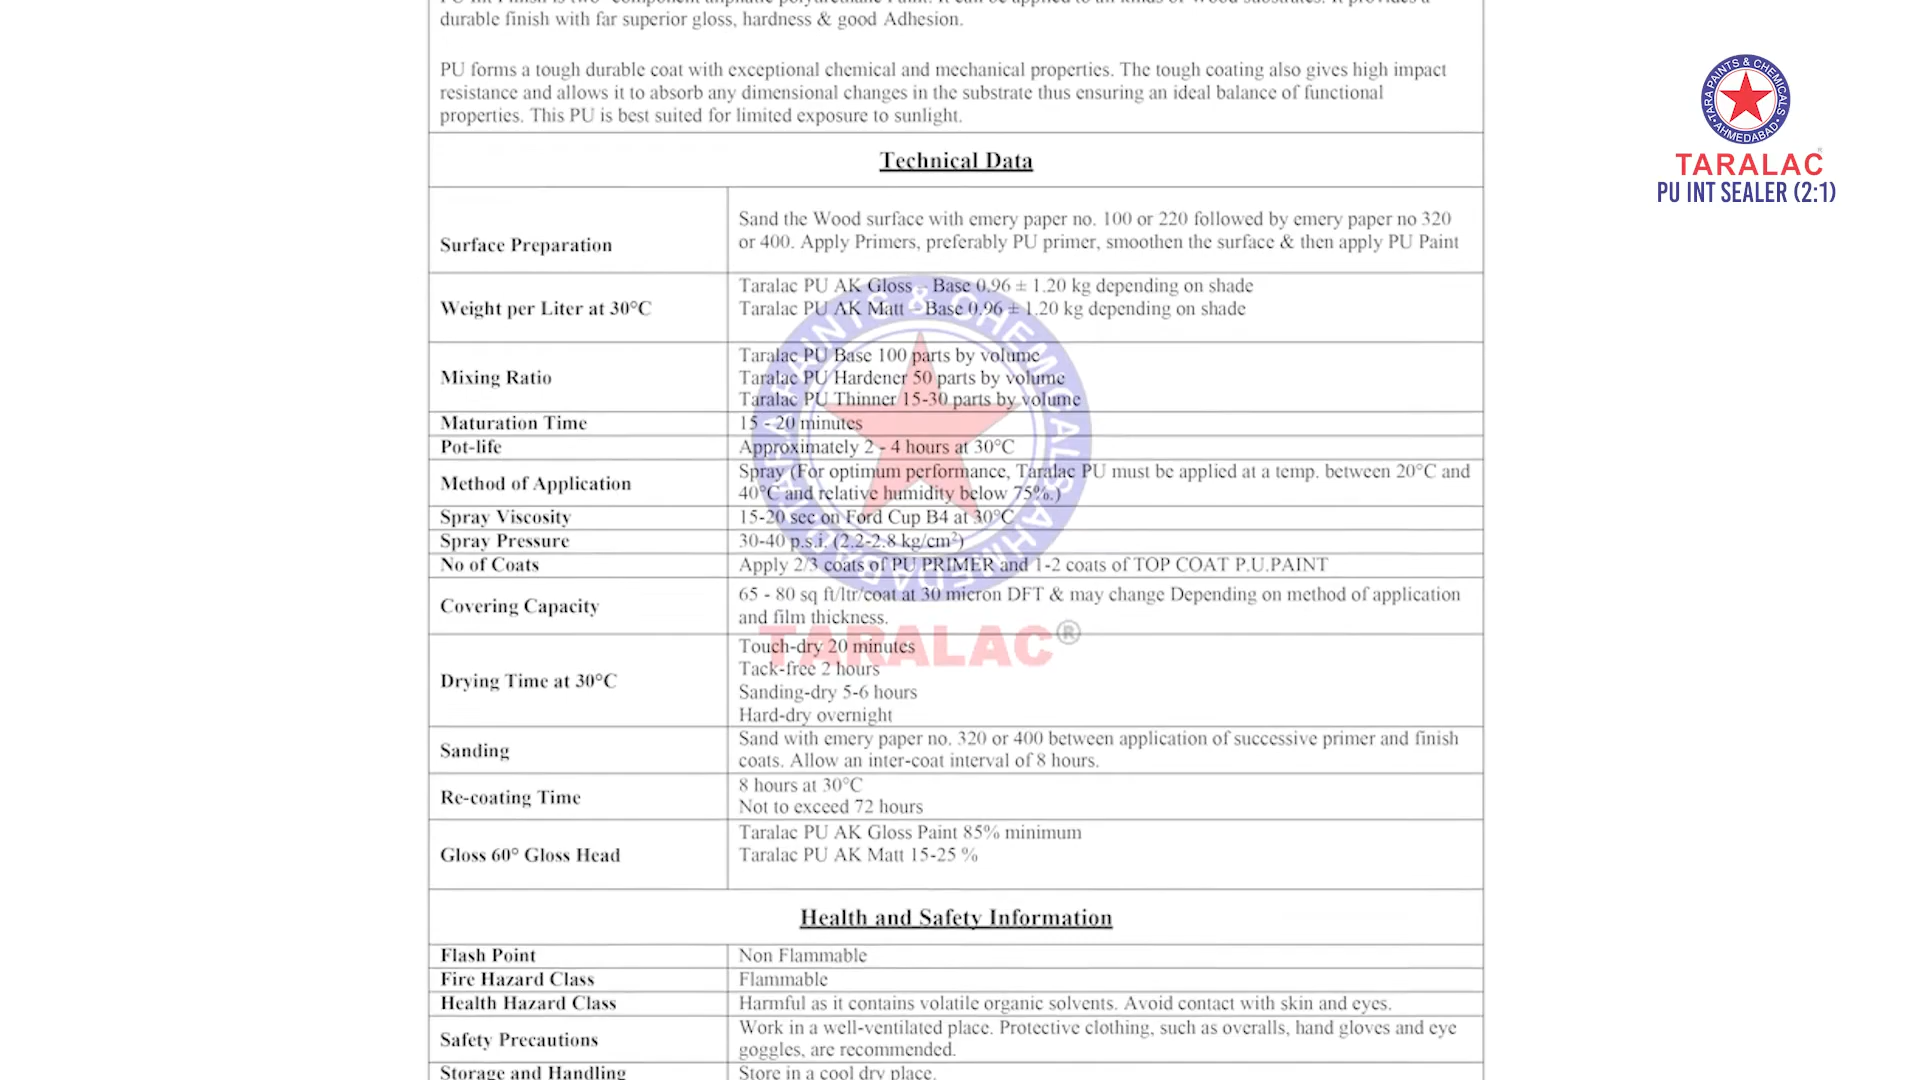 durable finish with far superior gloss, hardness & good Adhesion.
PU forms a tough durable coat with exceptional chemical and mechanical properties. The tough coating also gives high impact
resistance and allows it to absorb any dimensional changes in the substrate thus ensuring an ideal balance of functional
properties. This PU is best suited for limited exposure to sunlight.
TARA PAINTS & CHEMICALS
• AHMEDABAD •
TARALAC®
PU INT SEALER (2:1)
Technical Data
Surface Preparation
Sand the Wood surface with emery paper no. 100 or 220 followed by emery paper no 320
or 400. Apply Primers, preferably PU primer, smoothen the surface & then apply PU Paint
Weight per Liter at 30°C
Taralac PU AK Gloss – Base 0.96 ± 1.20 kg depending on shade
Taralac PU AK Matt – Base 0.96 ± 1.20 kg depending on shade
Mixing Ratio
Taralac PU Base 100 parts by volume
Taralac PU Hardener 50 parts by volume
Taralac PU Thinner 15-30 parts by volume
Maturation Time
15 - 20 minutes
Pot-life
Approximately 2 - 4 hours at 30°C
Method of Application
Spray (For optimum performance, Taralac PU must be applied at a temp. between 20°C and
40°C and relative humidity below 75%.)
Spray Viscosity
15-20 sec on Ford Cup B4 at 30°C
Spray Pressure
30-40 p.s.i. (2.2-2.8 kg/cm²)
No of Coats
Apply 2/3 coats of PU PRIMER and 1-2 coats of TOP COAT P.U.PAINT
Covering Capacity
65 - 80 sq ft/ltr/coat at 30 micron DFT & may change Depending on method of application
and film thickness.
TARALAC®
Drying Time at 30°C
Touch-dry 20 minutes
Tack-free 2 hours
Sanding-dry 5-6 hours
Hard-dry overnight
Sanding
Sand with emery paper no. 320 or 400 between application of successive primer and finish
coats. Allow an inter-coat interval of 8 hours.
Re-coating Time
8 hours at 30°C
Not to exceed 72 hours
Gloss 60° Gloss Head
Taralac PU AK Gloss Paint 85% minimum
Taralac PU AK Matt 15-25 %
Health and Safety Information
Flash Point
Non Flammable
Fire Hazard Class
Flammable
Health Hazard Class
Harmful as it contains volatile organic solvents. Avoid contact with skin and eyes.
Safety Precautions
Work in a well-ventilated place. Protective clothing, such as overalls, hand gloves and eye
goggles, are recommended.
Storage and Handling
Store in a cool dry place.